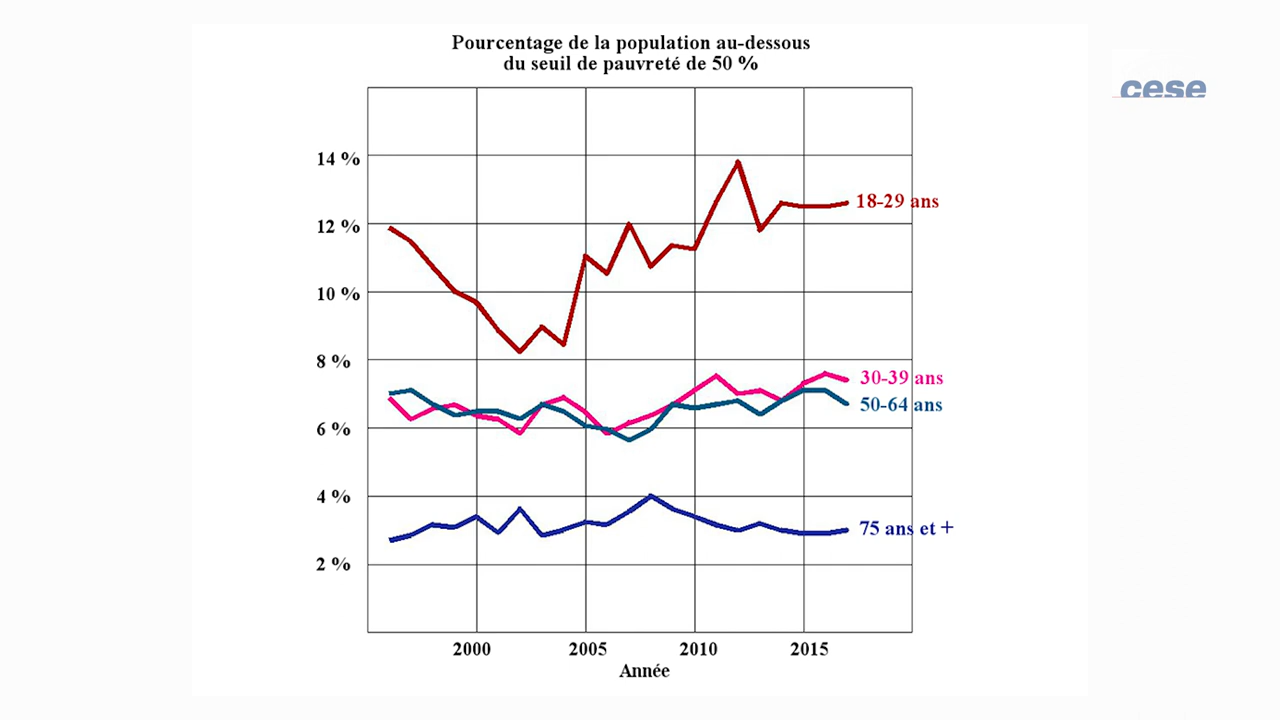 Pourcentage de la population au-dessous
du seuil de pauvreté de 50 %
cese
14 %
12 %
10 %
8 %
6 %
4 %
2 %
18-29 ans
30-39 ans
50-64 ans
75 ans et +
2000 2005 2010 2015
Année